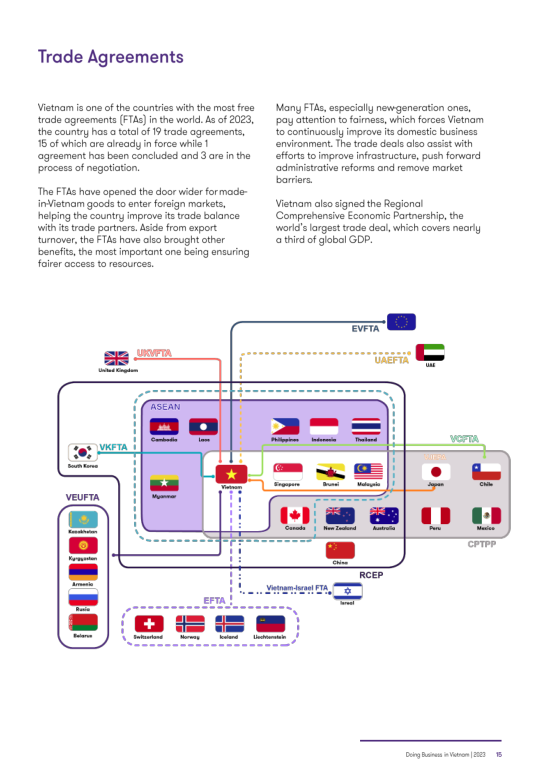 Trade Agreements
Vietnam is one of the countries with the most free
trade agreements (FTAs) in the world. As of 2023,
the country has a total of 19 trade agreements,
15 of which are already in force while 1
agreement has been concluded and 3 are in the
process of negotiation.
The FTAs have opened the door wider for made-
in-Vietnam goods to enter foreign markets,
helping the country improve its trade balance
with its trade partners. Aside from export
turnover, the FTAs have also brought other
benefits, the most important one being ensuring
fairer access to resources.
Many FTAs, especially new-generation ones,
pay attention to fairness, which forces Vietnam
to continuously improve its domestic business
environment. The trade deals also assist with
efforts to improve infrastructure, push forward
administrative reforms and remove market
barriers.
Vietnam also signed the Regional
Comprehensive Economic Partnership, the
world's largest trade deal, which covers nearly
a third of global GDP.
EVFTA
UKVFTA
UAEFTA
United Kingdom
UAE
ASEAN
Cambodia
Laos
Philippines
Indonesia
Thailand
VKFTA
VCFTA
South Korea
Vietnam
Singapore
Brunei
Malaysia
Japan
Chile
Myanmar
VEUFTA
Canada
New Zealand
Australia
Peru
Mexico
Kazakhstan
CPTPP
Kyrgyzstan
China
RCEP
Armenia
Vietnam-Israel FTA
Israel
Rusia
EFTA
Belarus
Switzerland
Norway
Iceland
Liechtenstein
Doing Business in Vietnam | 2023 15